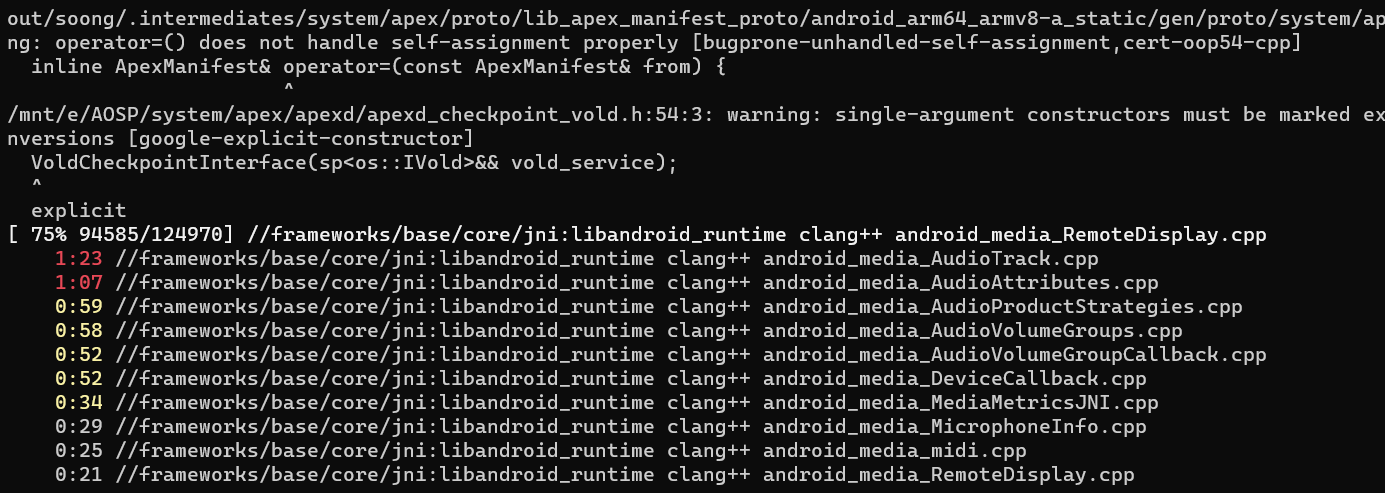 out/soong/.intermediates/system/apex/proto/lib_apex_manifest_proto/android_arm64_armv8-a_static/gen/proto/system/ap
ng: operator=() does not handle self-assignment properly [bugprone-unhandled-self-assignment,cert-oop54-cpp]
  inline ApexManifest& operator=(const ApexManifest& from) {
                       ^
/mnt/e/AOSP/system/apex/apexd/apexd_checkpoint_vold.h:54:3: warning: single-argument constructors must be marked ex
nversions [google-explicit-constructor]
  VoldCheckpointInterface(sp<os::IVold>&& vold_service);
  ^
  explicit
[ 75% 94585/124970] //frameworks/base/core/jni:libandroid_runtime clang++ android_media_RemoteDisplay.cpp
    1:23 //frameworks/base/core/jni:libandroid_runtime clang++ android_media_AudioTrack.cpp
    1:07 //frameworks/base/core/jni:libandroid_runtime clang++ android_media_AudioAttributes.cpp
    0:59 //frameworks/base/core/jni:libandroid_runtime clang++ android_media_AudioProductStrategies.cpp
    0:58 //frameworks/base/core/jni:libandroid_runtime clang++ android_media_AudioVolumeGroups.cpp
    0:52 //frameworks/base/core/jni:libandroid_runtime clang++ android_media_AudioVolumeGroupCallback.cpp
    0:52 //frameworks/base/core/jni:libandroid_runtime clang++ android_media_DeviceCallback.cpp
    0:34 //frameworks/base/core/jni:libandroid_runtime clang++ android_media_MediaMetricsJNI.cpp
    0:29 //frameworks/base/core/jni:libandroid_runtime clang++ android_media_MicrophoneInfo.cpp
    0:25 //frameworks/base/core/jni:libandroid_runtime clang++ android_media_midi.cpp
    0:21 //frameworks/base/core/jni:libandroid_runtime clang++ android_media_RemoteDisplay.cpp